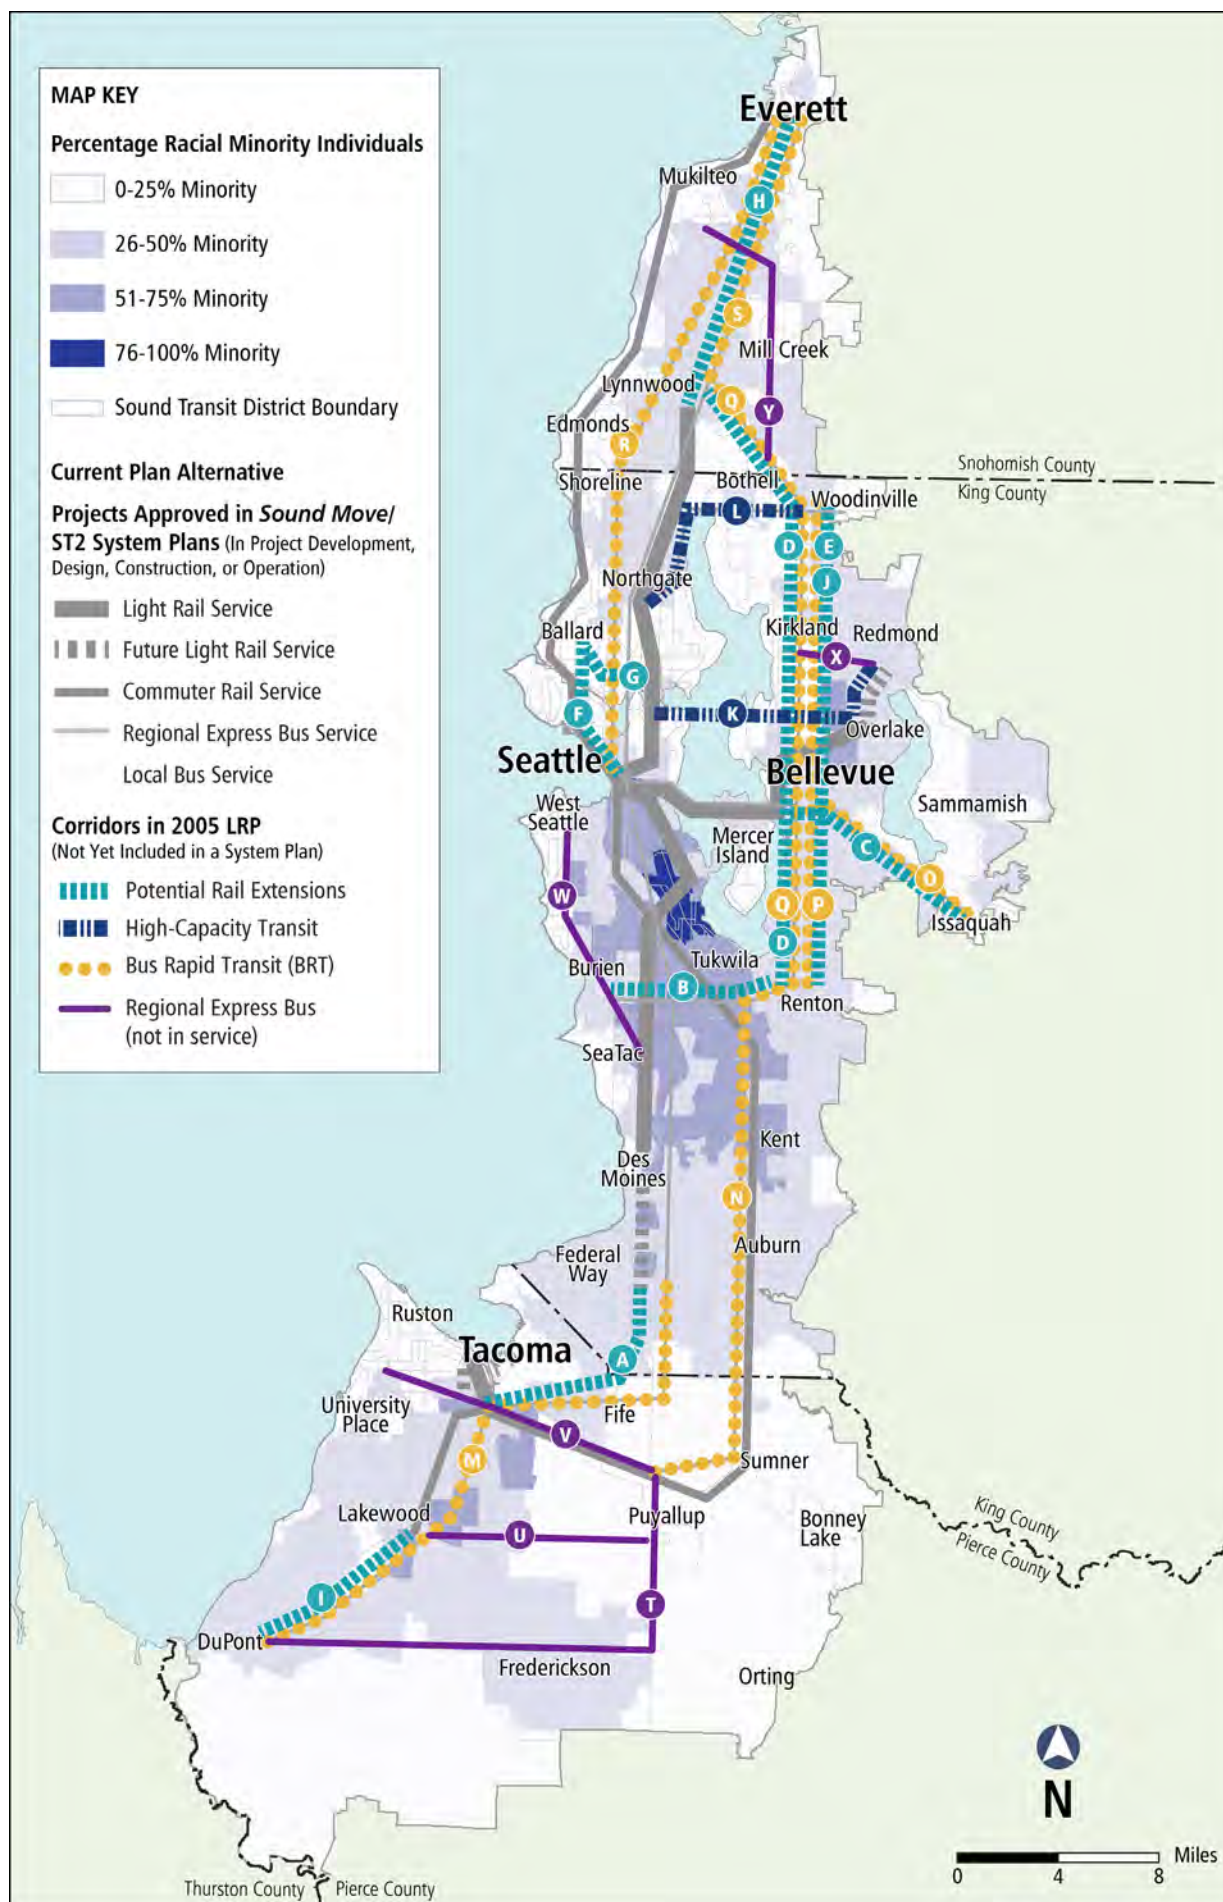 MAP KEY
Percentage Racial Minority Individuals
0-25% Minority
26-50% Minority
51-75% Minority
76-100% Minority
Sound Transit District Boundary
Current Plan Alternative
Projects Approved in Sound Move/
ST2 System Plans (In Project Development,
Design, Construction, or Operation)
Light Rail Service
Future Light Rail Service
Commuter Rail Service
Regional Express Bus Service
Local Bus Service
Corridors in 2005 LRP
(Not Yet Included in a System Plan)
Potential Rail Extensions
High-Capacity Transit
Bus Rapid Transit (BRT)
Regional Express Bus
(not in service)
Everett
Mukilteo
H
S
Mill Creek
Lynnwood
Q
Y
Edmonds
R
Snohomish County
King County
Shoreline
Bothell
Woodinville
L
D
E
J
Northgate
Ballard
Kirkland
Redmond
X
G
F
K
Overlake
Seattle
Bellevue
West
Seattle
Sammamish
Mercer
Island
C
O
W
Q
P
Issaquah
D
Tukwila
Burien
B
Renton
SeaTac
Kent
Des
Moines
N
Auburn
Federal
Way
Ruston
Tacoma
A
University
Place
Fife
V
M
Sumner
Lakewood
Puyallup
Bonney
Lake
King County
Pierce County
U
I
T
DuPont
Frederickson
Orting
N
Miles
0
4
8
Thurston County
Pierce County